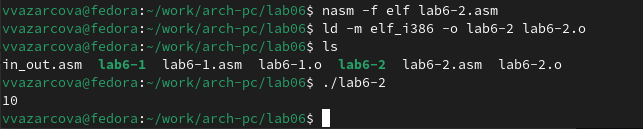 vvazarcova@fedora:~/work/arch-pc/lab06$ nasm -f elf lab6-2.asm
vvazarcova@fedora:~/work/arch-pc/lab06$ ld -m elf_i386 -o lab6-2 lab6-2.o
vvazarcova@fedora:~/work/arch-pc/lab06$ ls
in_out.asm lab6-1 lab6-1.asm lab6-1.o lab6-2 lab6-2.asm lab6-2.o
vvazarcova@fedora:~/work/arch-pc/lab06$ ./lab6-2
10
vvazarcova@fedora:~/work/arch-pc/lab06$